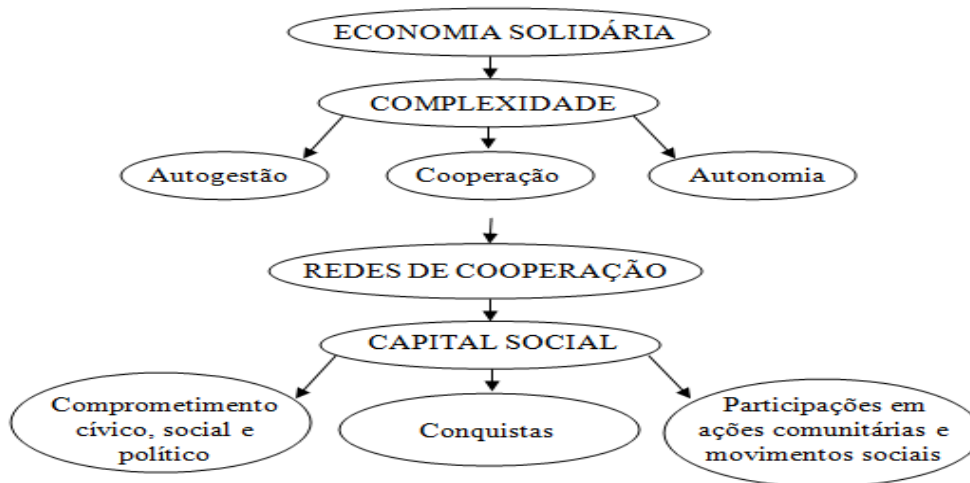 ECONOMIA SOLIDÁRIA
COMPLEXIDADE
Autogestão
Cooperação
Autonomia
REDES DE COOPERAÇÃO
CAPITAL SOCIAL
Comprometimento
cívico, social e
político
Conquistas
Participações em
ações comunitárias e
movimentos sociais